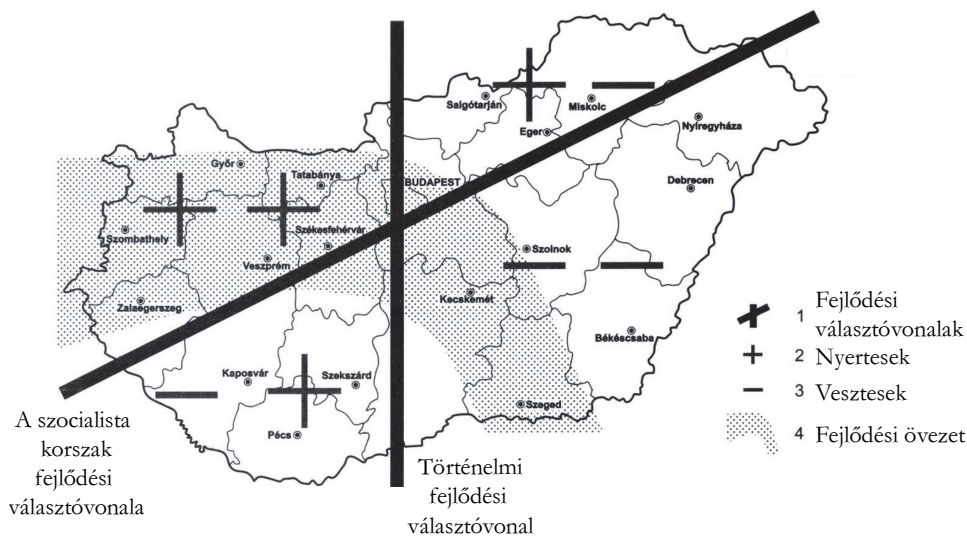 Salgótarján
Miskolc
Eger
Nyíregyháza
Győr
Tatabánya
BUDAPEST
Debrecen
Szombathely
Székesfehérvár
Szolnok
Veszprém
Zalaegerszeg
Kecskemét
Békéscsaba
Kaposvár
Szekszárd
Szeged
Pécs
1 Fejlődési
választóvonalak
2 Nyertesek
3 Vesztesek
4 Fejlődési övezet
A szocialista
korszak
fejlődési
választóvonala
Történelmi
fejlődési
választóvonal